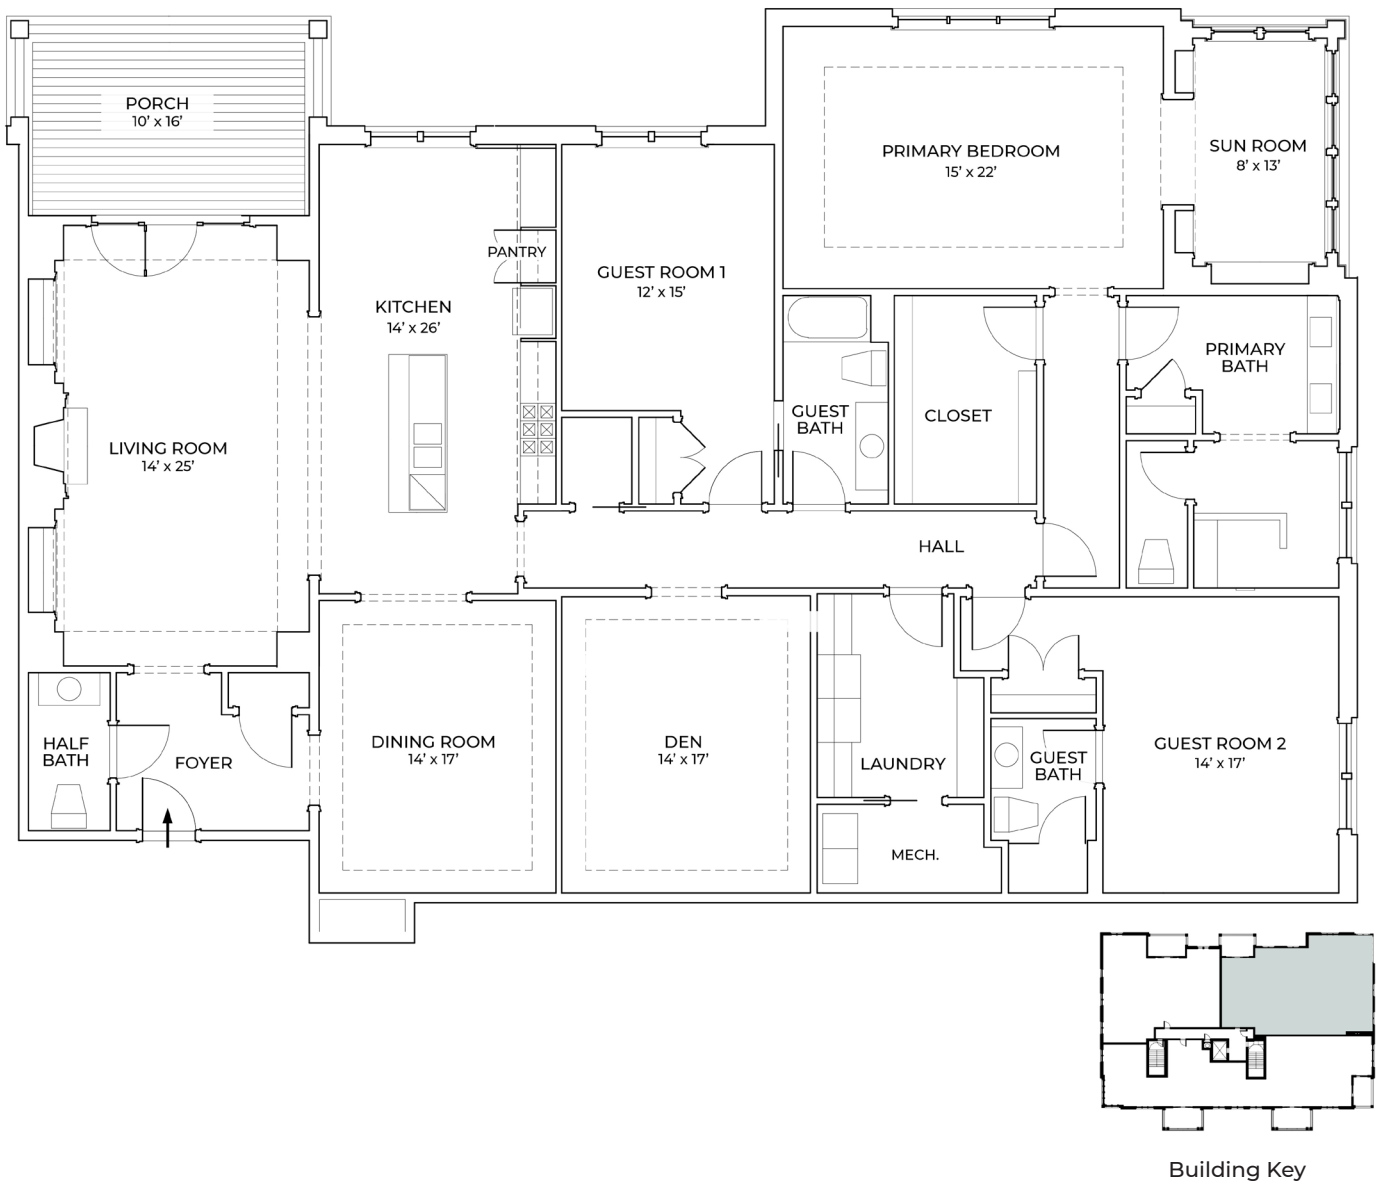 PORCH
10’ x 16’
PRIMARY BEDROOM
15’ x 22’
SUN ROOM
8’ x 13’
PANTRY
GUEST ROOM 1
12’ x 15’
KITCHEN
14’ x 26’
PRIMARY
BATH
GUEST
BATH
CLOSET
LIVING ROOM
14’ x 25’
HALL
HALF
BATH
FOYER
DINING ROOM
14’ x 17’
DEN
14’ x 17’
LAUNDRY
GUEST
BATH
GUEST ROOM 2
14’ x 17’
MECH.
Building Key